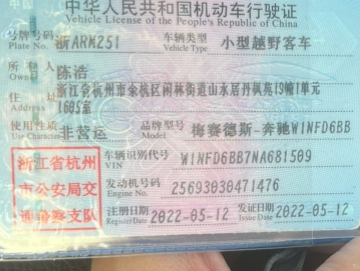 中华人民共和国机动车行驶证
Vehicle License of the People's Republic of China
号牌号码 浙ARM251 车辆类型 小型越野客车
Plate No. Vehicle Type
所有人 陈浩
Owner
住址 浙江省杭州市余杭区闲林街道山水居丹枫苑19幢1单元
Address 1605室
使用性质 非营运 品牌型号 梅赛德斯-奔驰W1NFD6BB
Use Character
浙江省杭州市公安局交通警察支队
车辆识别代号 W1NFD6BB7NA681509
VIN
发动机号码 25693030471476
Engine No.
注册日期 2022-05-12 发证日期 2022-05-12
Register Date Issue Date